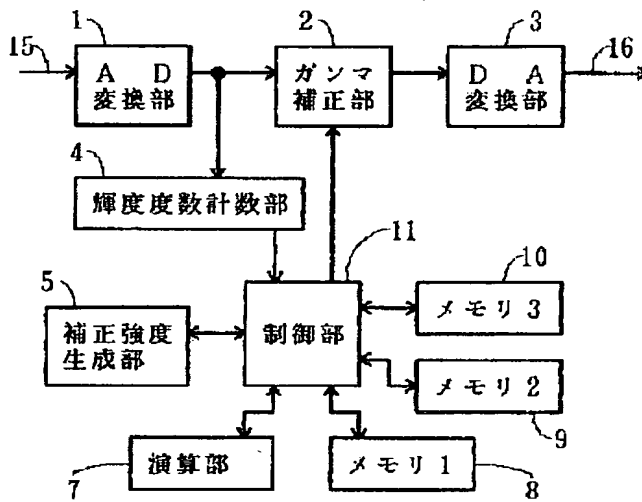 1
2
3
15
16
A D
変換部
ガンマ
補正部
D A
変換部
4
輝度度数計数部
11
10
5
補正強度
生成部
制御部
メモリ3
メモリ2
9
7
演算部
メモリ1
8